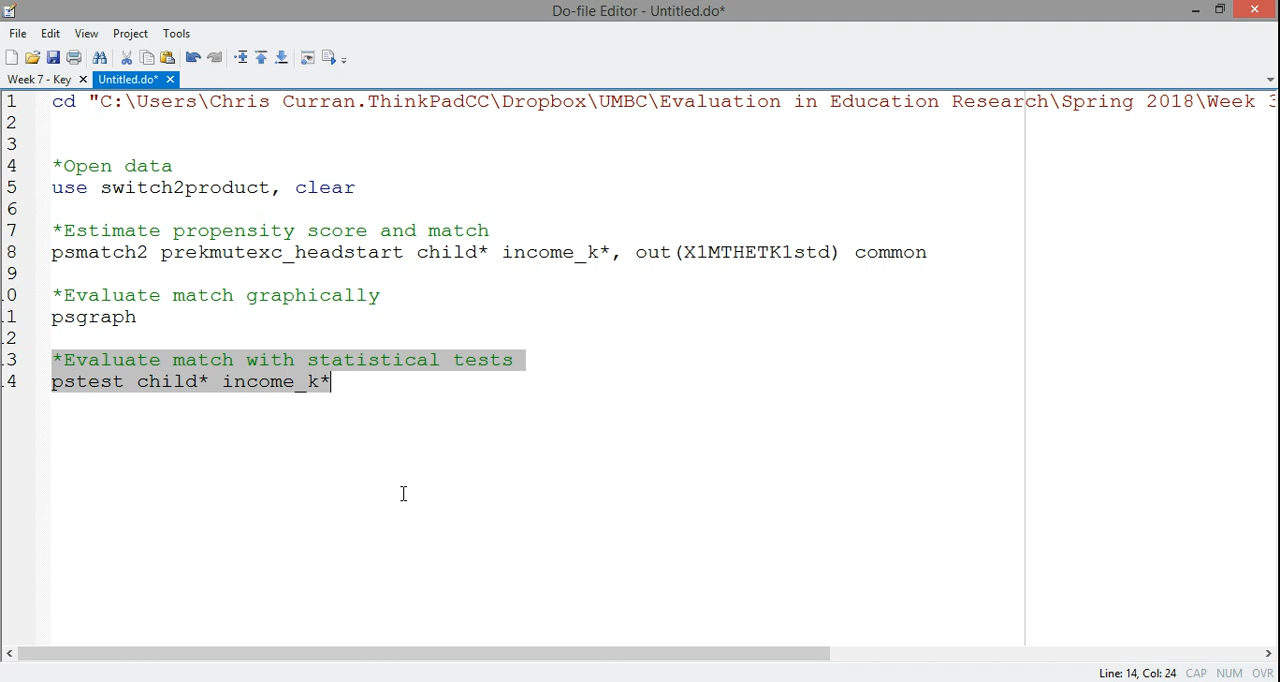 Do-file Editor - Untitled.do*
File Edit View Project Tools
Week 7 - Key Untitled.do*
1 cd "C:\Users\Chris Curran.ThinkPadCC\Dropbox\UMBC\Evaluation in Education Research\Spring 2018\Week 3
2
3
4 *Open data
5 use switch2product, clear
6
7 *Estimate propensity score and match
8 psmatch2 prekmutexc_headstart child* income_k*, out(X1MTHETK1std) common
9
.0 *Evaluate match graphically
.1 psgraph
.2
.3 *Evaluate match with statistical tests
.4 pstest child* income_k*
Line: 14, Col: 24 CAP NUM OVR